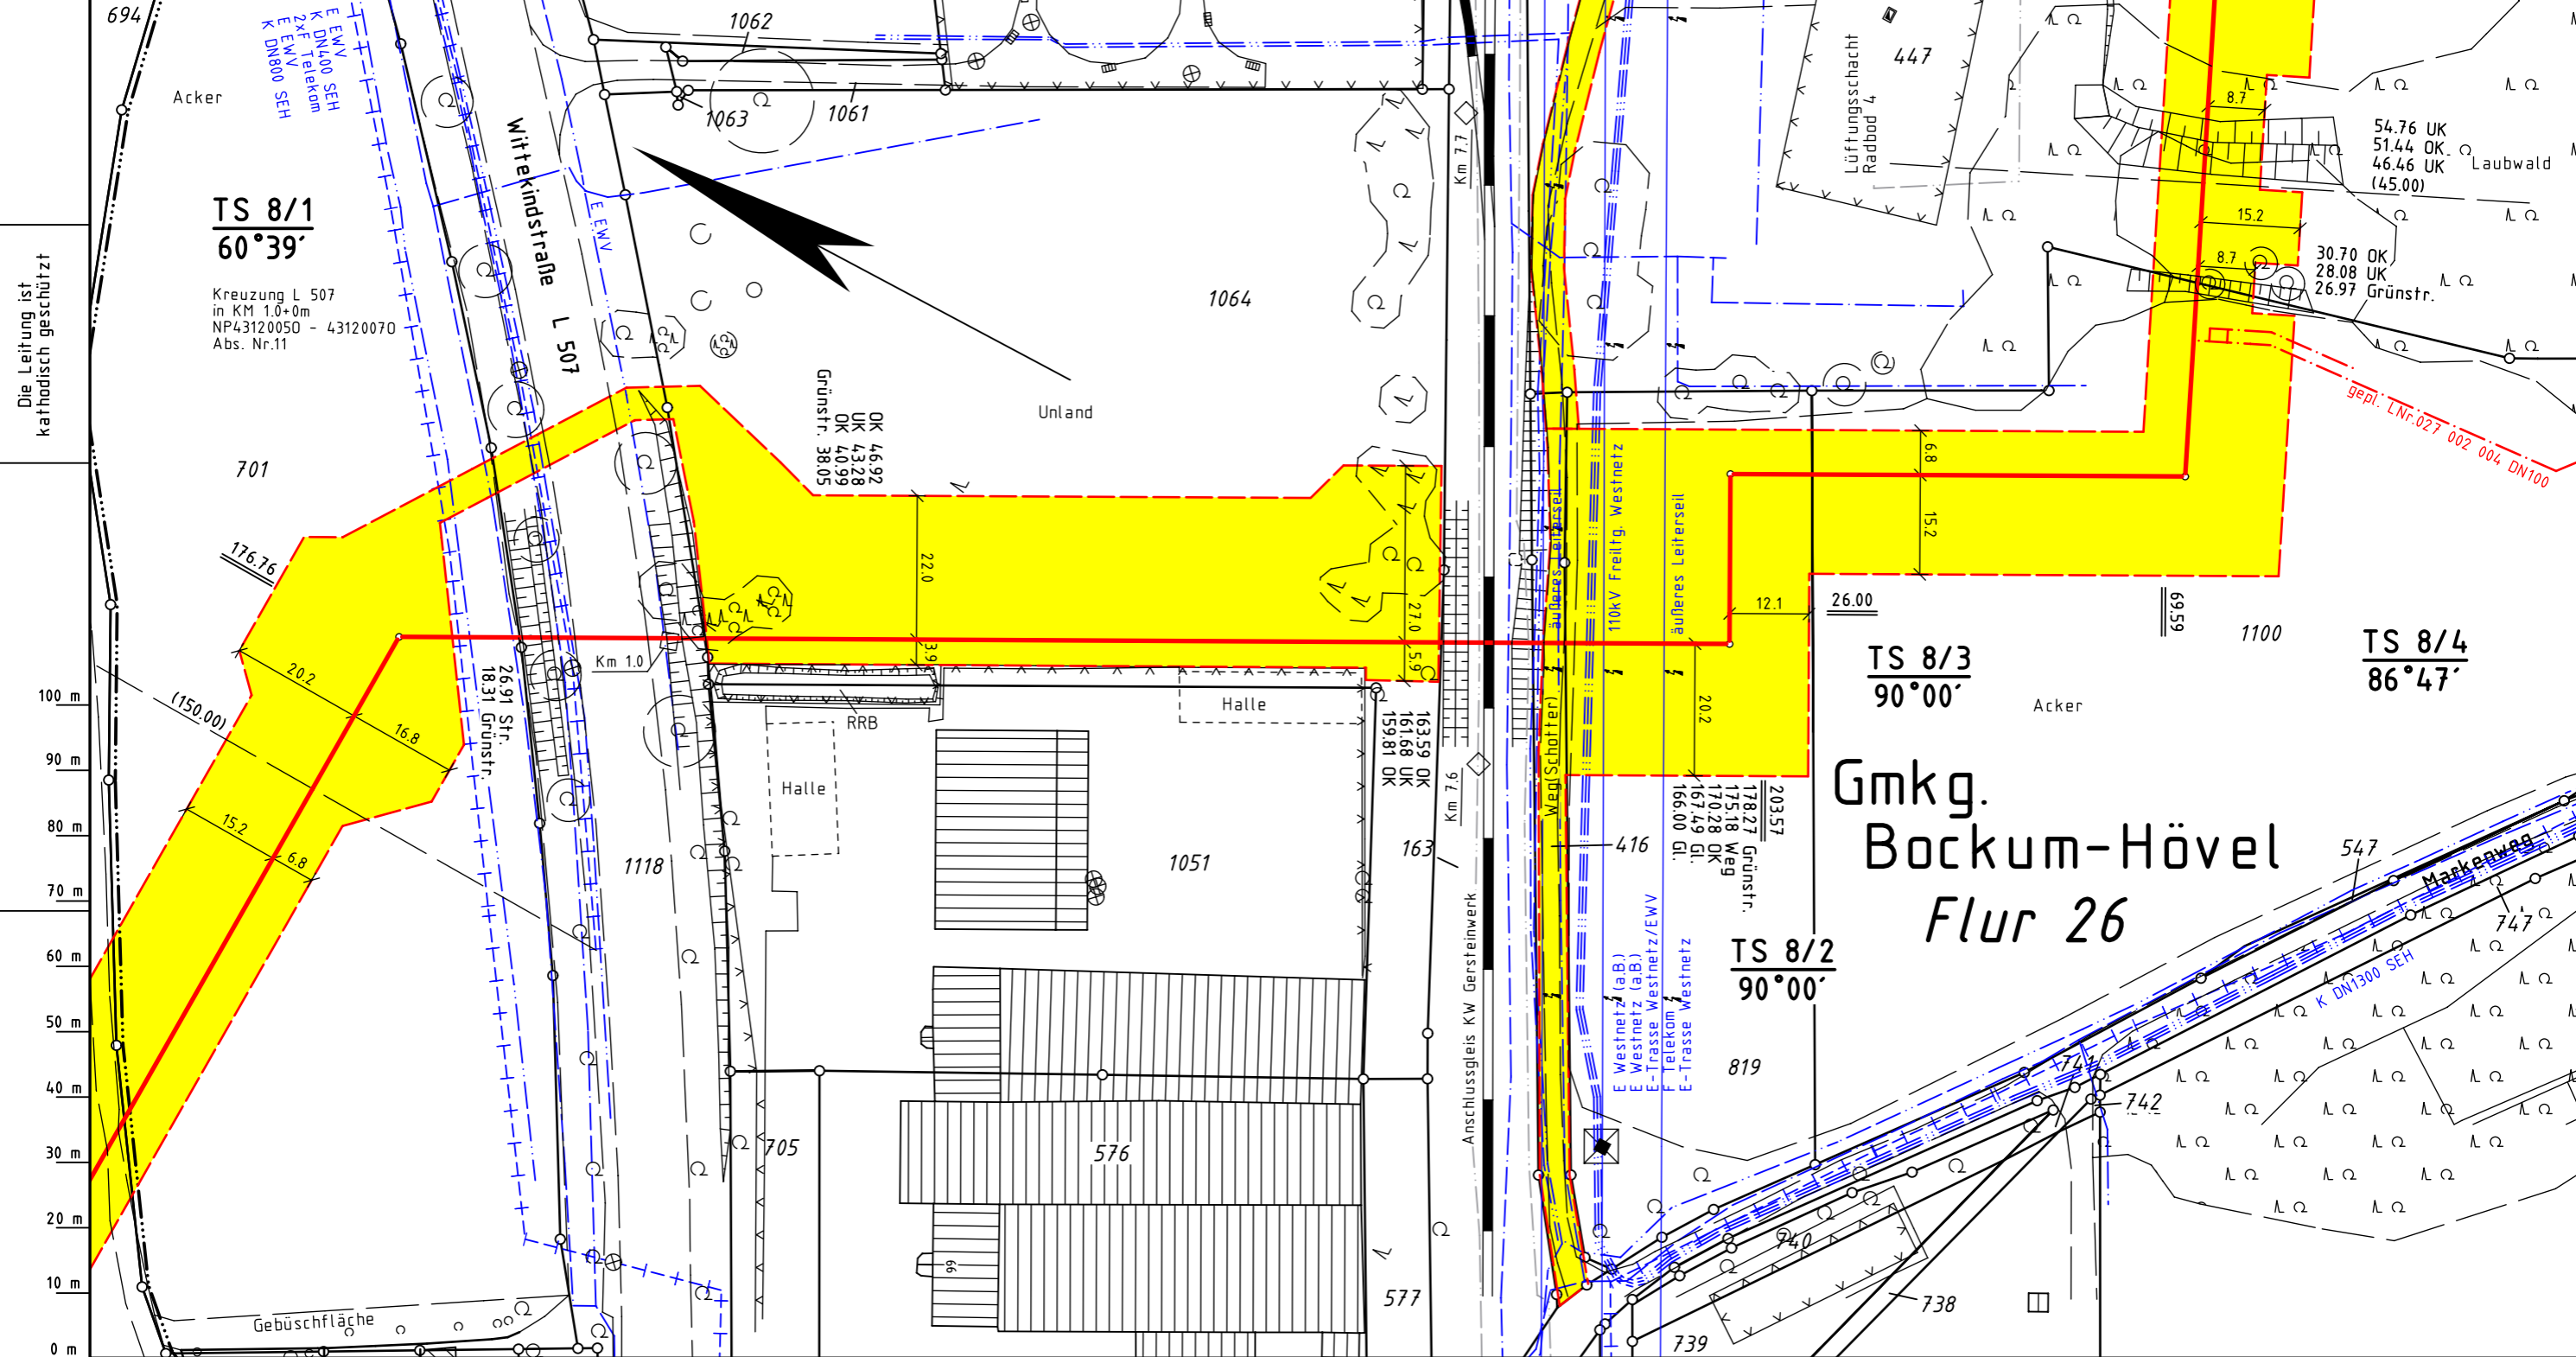 694
Acker
E EWV
K DN400 SEH
2xF Telekom
E EWV
K DN800 SEH
1062
1063
1061
Wittekindstraße L 507
E EWV
TS 8/1
60°39′
Kreuzung L 507
in KM 1.0+0m
NP43120050 - 43120070
Abs. Nr.11
Die Leitung ist
kathodisch geschützt
701
176.76
1064
Unland
OK 46.92
UK 43.28
OK 40.99
Grünstr. 38.05
22.0
3.9
27.0
5.9
Km 7.7
447
Lüftungsschacht
Radbod 4
8.7
54.76 UK
51.44 OK
46.46 UK
(45.00)
Laubwald
15.2
8.7
30.70 OK
28.08 UK
26.97 Grünstr.
gepl. LNr.027 002 004 DN100
6.8
15.2
äußeres Leiterseil
110kV Freiltg. Westnetz
äußeres Leiterseil
12.1
26.00
69.59
1100
TS 8/3
90°00′
TS 8/4
86°47′
Acker
20.2
20.2
16.8
(150.00)
15.2
6.8
26.91 Str.
18.31 Grünstr.
Km 1.0
RRB
Halle
Halle
163.59 OK
161.68 UK
159.81 OK
Km 7.6
Weg(Schotter)
203.57
178.27 Grünstr.
175.18 Weg
170.28 OK
167.49 Gl.
166.00 Gl.
Gmkg.
Bockum-Hövel
Flur 26
1118
1051
163
416
547
Markenweg
747
K DN1300 SEH
TS 8/2
90°00′
Anschlussgleis KW Gersteinwerk
E Westnetz (a.B.)
E Westnetz (a.B.)
E-Trasse Westnetz/EWV
F Telekom
E-Trasse Westnetz
819
741
742
705
576
66
577
740
738
739
Gebüschfläche
100 m
90 m
80 m
70 m
60 m
50 m
40 m
30 m
20 m
10 m
0 m